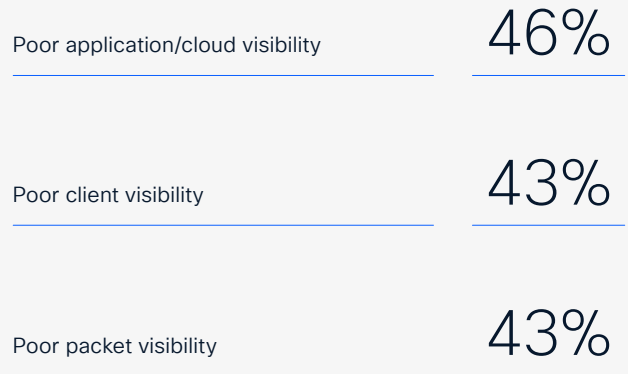 Poor application/cloud visibility 46%
Poor client visibility 43%
Poor packet visibility 43%